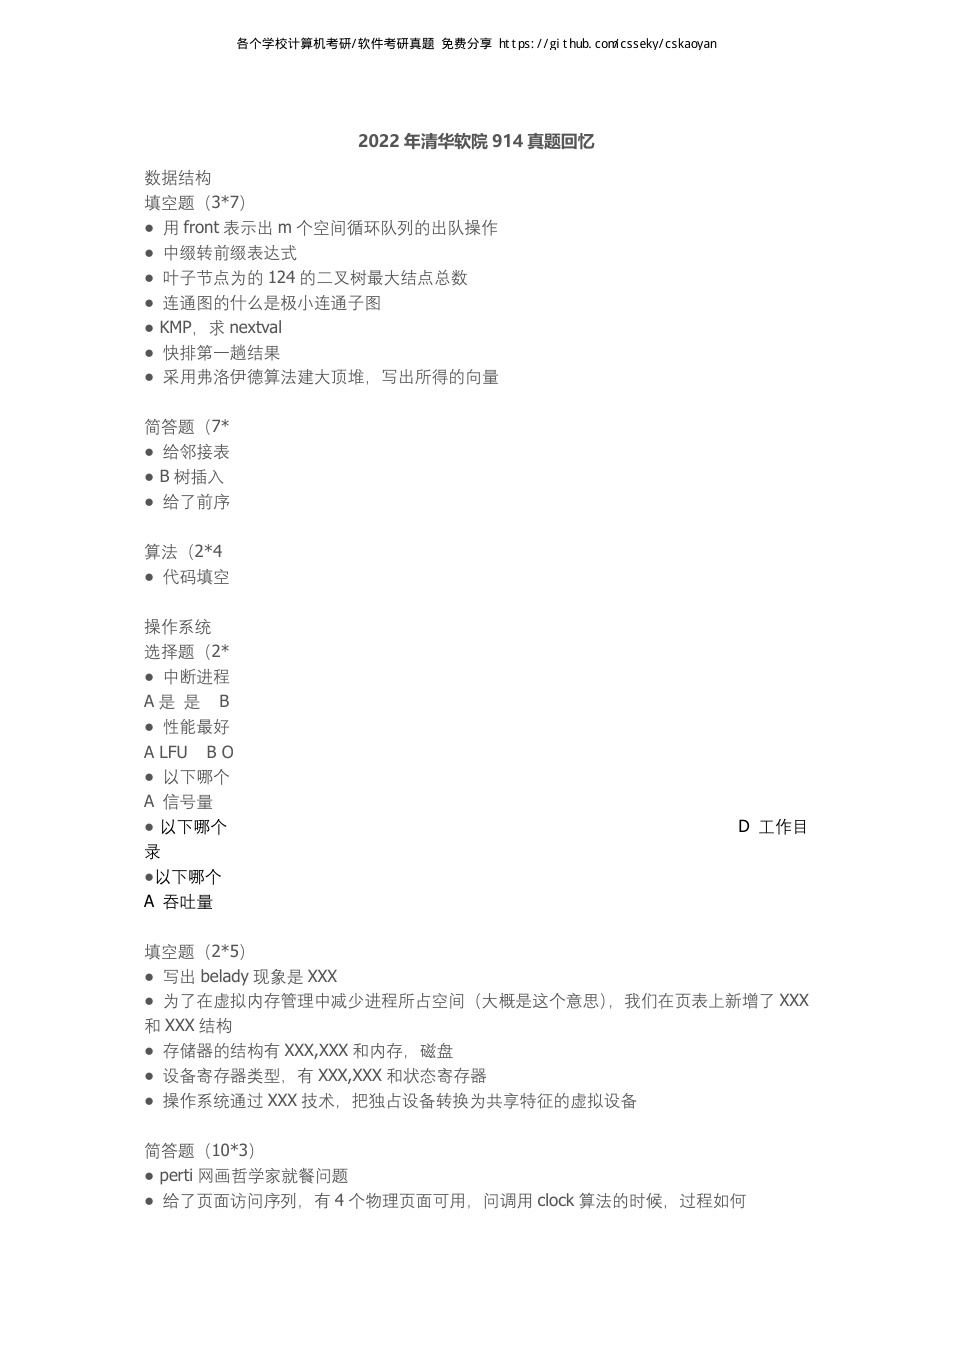 各个学校计算机考研/软件考研真题 免费分享 https://github.com/csseky/cskaoyan
2022 年清华软院 914 真题回忆
数据结构
填空题（3*7）
● 用 front 表示出 m 个空间循环队列的出队操作
● 中缀转前缀表达式
● 叶子节点为的 124 的二叉树最大结点总数
● 连通图的什么是极小连通子图
● KMP，求 nextval
● 快排第一趟结果
● 采用弗洛伊德算法建大顶堆，写出所得的向量
简答题（7*
● 给邻接表
● B 树插入
● 给了前序
算法（2*4
● 代码填空
操作系统
选择题（2*
● 中断进程
A 是 是 B
● 性能最好
A LFU B O
● 以下哪个
A 信号量
● 以下哪个 D 工作目
录
●以下哪个
A 吞吐量
填空题（2*5）
● 写出 belady 现象是 XXX
● 为了在虚拟内存管理中减少进程所占空间（大概是这个意思），我们在页表上新增了 XXX
和 XXX 结构
● 存储器的结构有 XXX,XXX 和内存，磁盘
● 设备寄存器类型，有 XXX,XXX 和状态寄存器
● 操作系统通过 XXX 技术，把独占设备转换为共享特征的虚拟设备
简答题（10*3）
● perti 网画哲学家就餐问题
● 给了页面访问序列，有 4 个物理页面可用，问调用 clock 算法的时候，过程如何